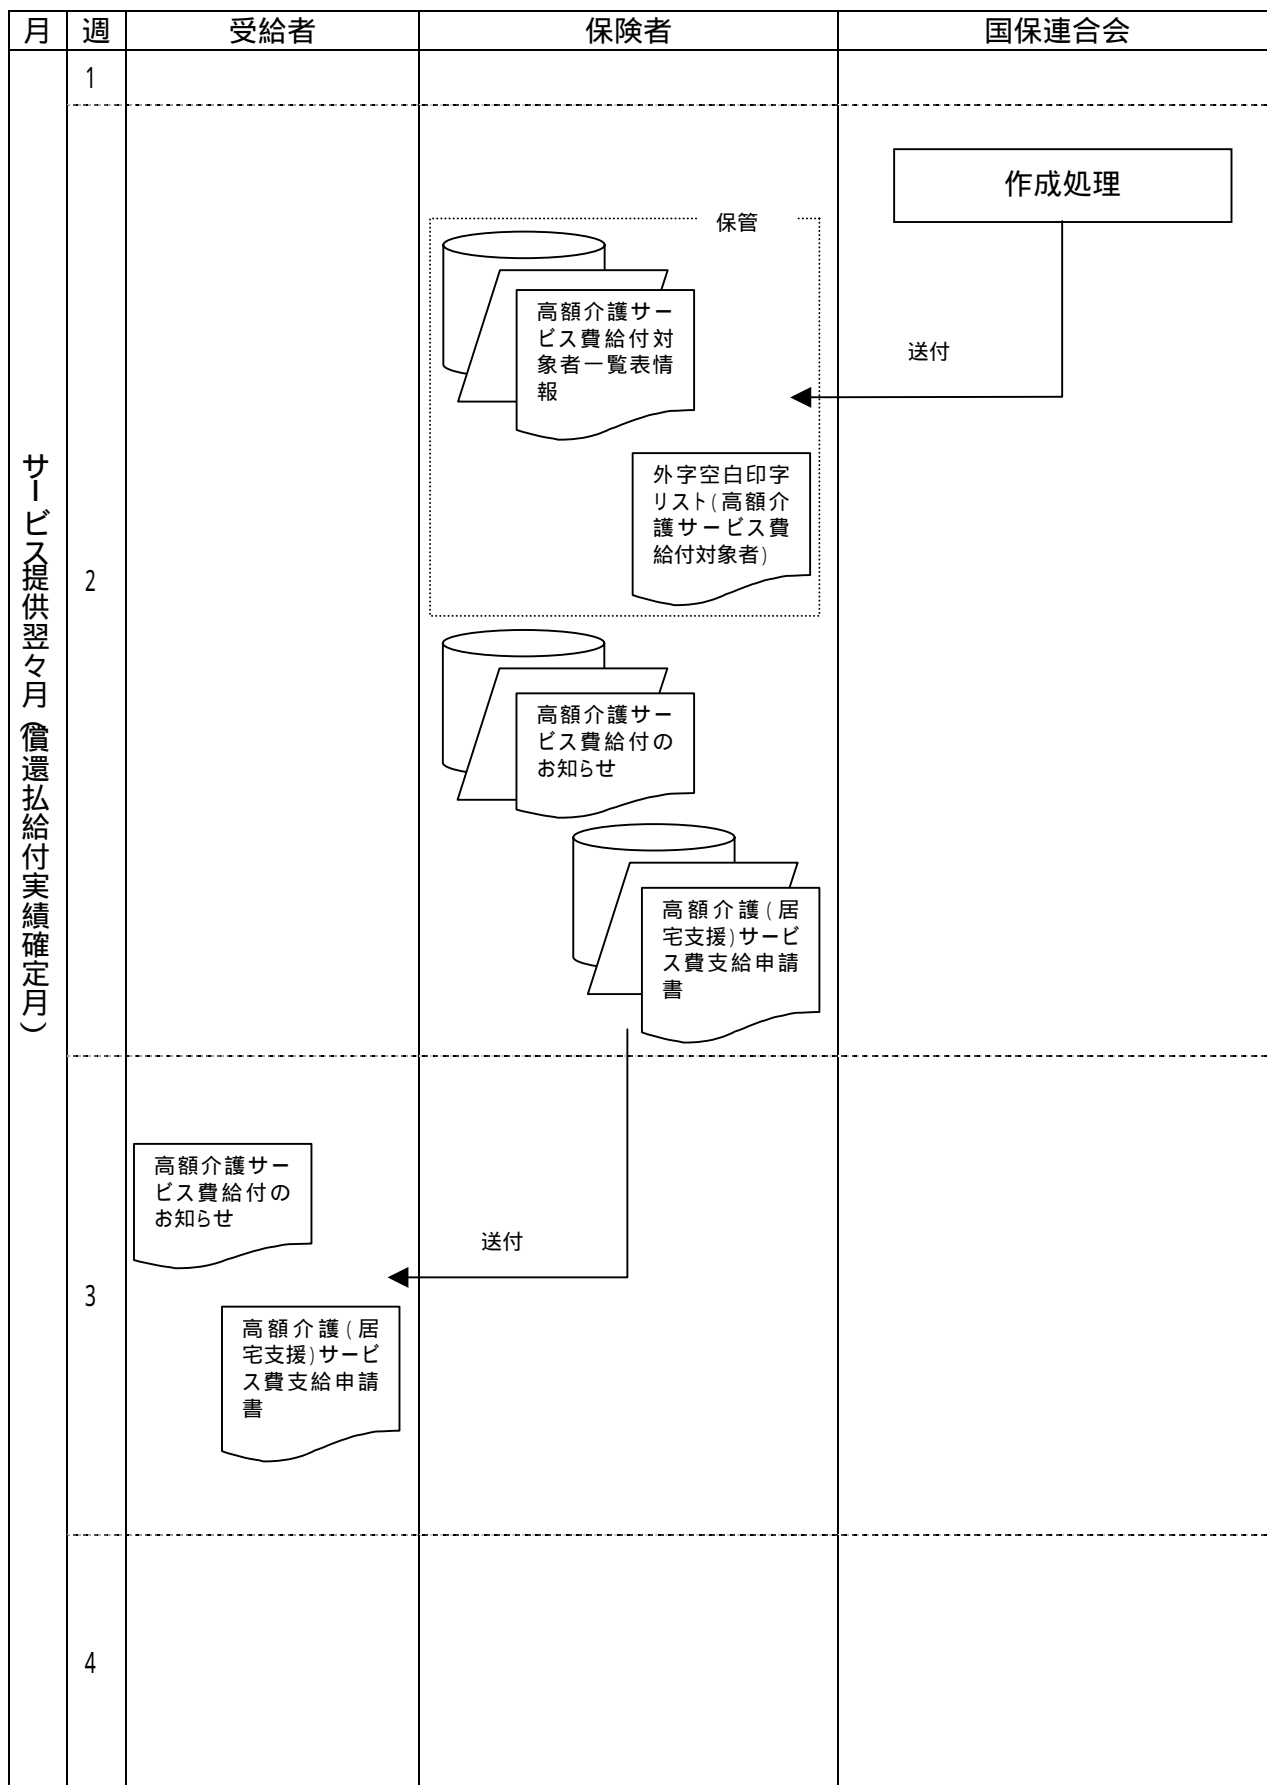 月 週 受給者 保険者 国保連合会
サービス提供翌々月(償還払給付実績確定月)
1
2
作成処理
保管
高額介護サー
ビス費給付対
象者一覧表情
報
送付
外字空白印字
リスト(高額介
護サービス費
給付対象者)
高額介護サー
ビス費給付の
お知らせ
高額介護(居
宅支援)サービ
ス費支給申請
書
3
高額介護サー
ビス費給付の
お知らせ
送付
高額介護(居
宅支援)サービ
ス費支給申請
書
4